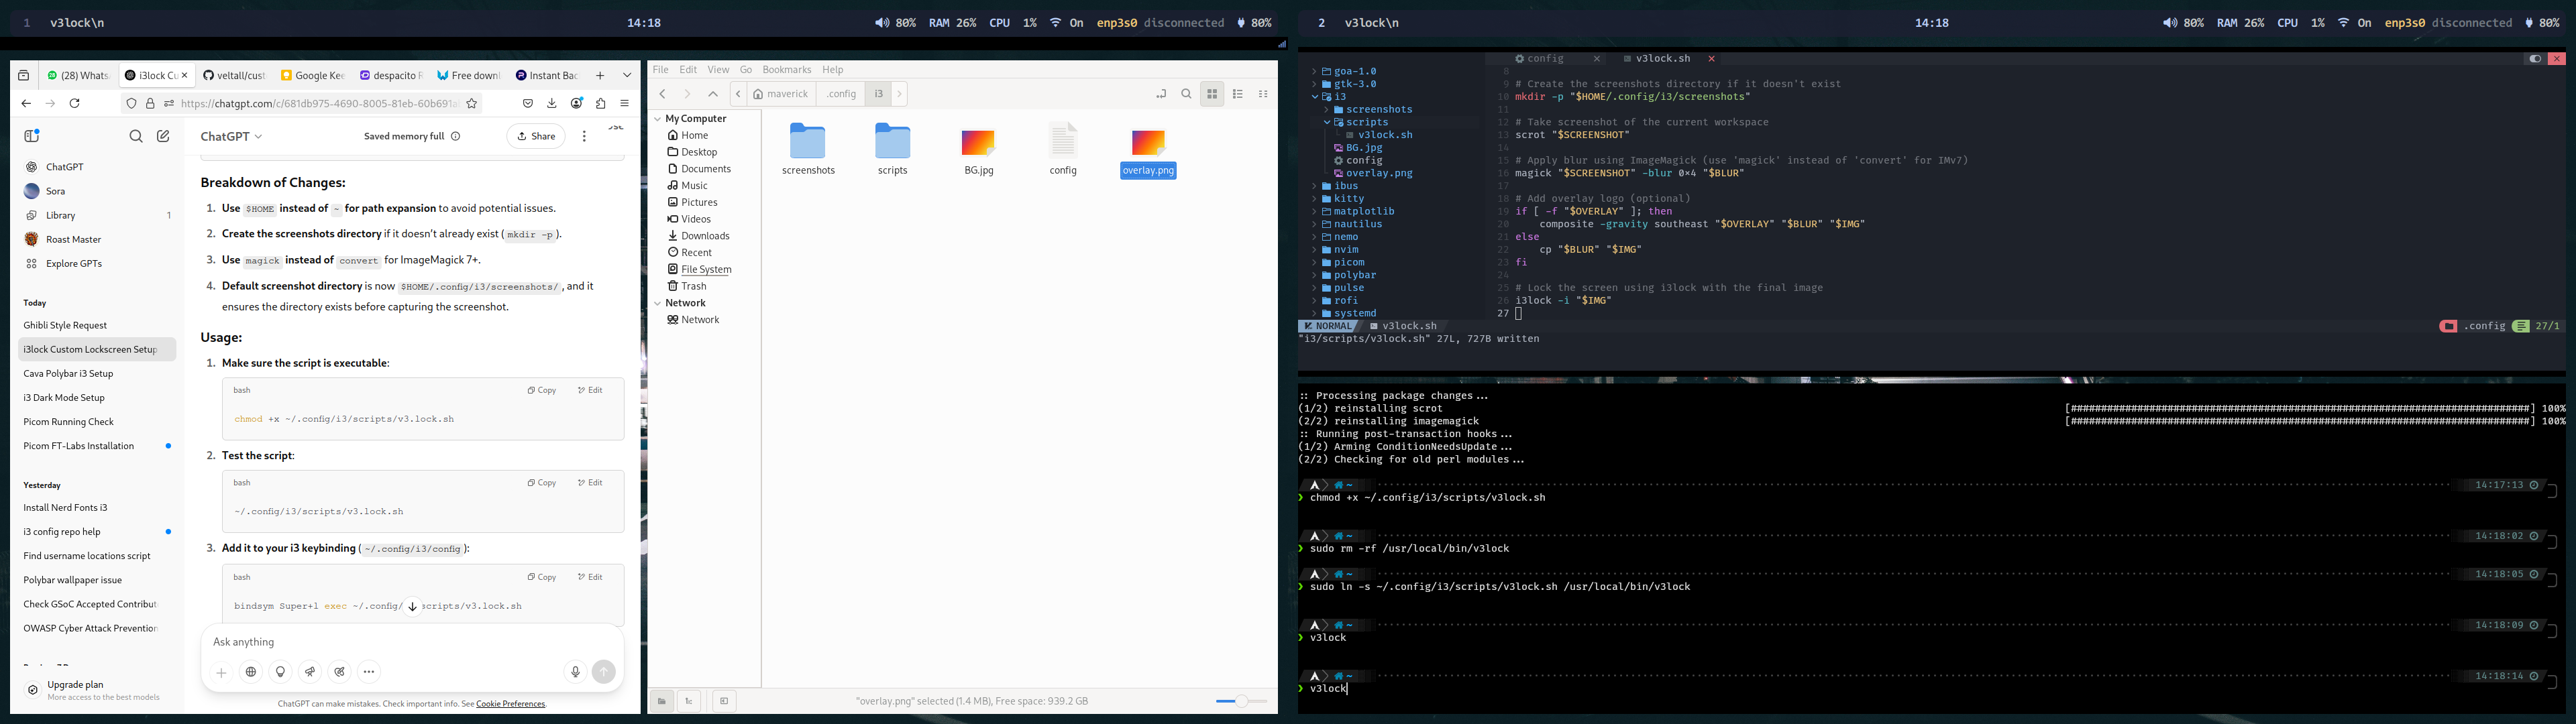 1 v3lock\n 14:18 80% RAM 26% CPU 1% On enp3s0 disconnected 80%
(28) Whats
i3lock Cu
veltall/cust
Google Kee
despacito R
Free downl
Instant Bac
https://chatgpt.com/c/681db975-4690-8005-81eb-60b691a
ChatGPT
Saved memory full
Share
ChatGPT
Sora
Library 1
Roast Master
Explore GPTs
Today
Ghibli Style Request
i3lock Custom Lockscreen Setup
Cava Polybar i3 Setup
i3 Dark Mode Setup
Picom Running Check
Picom FT-Labs Installation
Yesterday
Install Nerd Fonts i3
i3 config repo help
Find username locations script
Polybar wallpaper issue
Check GSoC Accepted Contribut
OWASP Cyber Attack Prevention
Upgrade plan
More access to the best models
Breakdown of Changes:
1. Use $HOME instead of ~ for path expansion to avoid potential issues.
2. Create the screenshots directory if it doesn't already exist (mkdir -p).
3. Use magick instead of convert for ImageMagick 7+.
4. Default screenshot directory is now $HOME/.config/i3/screenshots/, and it
ensures the directory exists before capturing the screenshot.
Usage:
1. Make sure the script is executable:
bash Copy Edit
chmod +x ~/.config/i3/scripts/v3.lock.sh
2. Test the script:
bash Copy Edit
~/.config/i3/scripts/v3.lock.sh
3. Add it to your i3 keybinding (~/.config/i3/config):
bash Copy Edit
bindsym Super+l exec ~/.config/ scripts/v3.lock.sh
Ask anything
ChatGPT can make mistakes. Check important info. See Cookie Preferences.
File Edit View Go Bookmarks Help
maverick .config i3
My Computer
Home
Desktop
Documents
Music
Pictures
Videos
Downloads
Recent
File System
Trash
Network
Network
screenshots
scripts
BG.jpg
config
overlay.png
"overlay.png" selected (1.4 MB), Free space: 939.2 GB
2 v3lock\n 14:18 80% RAM 26% CPU 1% On enp3s0 disconnected 80%
config
v3lock.sh
goa-1.0
gtk-3.0
i3
screenshots
scripts
v3lock.sh
BG.jpg
config
overlay.png
ibus
kitty
matplotlib
nautilus
nemo
nvim
picom
polybar
pulse
rofi
systemd
8
9 # Create the screenshots directory if it doesn't exist
10 mkdir -p "$HOME/.config/i3/screenshots"
11
12 # Take screenshot of the current workspace
13 scrot "$SCREENSHOT"
14
15 # Apply blur using ImageMagick (use 'magick' instead of 'convert' for IMv7)
16 magick "$SCREENSHOT" -blur 0×4 "$BLUR"
17
18 # Add overlay logo (optional)
19 if [ -f "$OVERLAY" ]; then
20 composite -gravity southeast "$OVERLAY" "$BLUR" "$IMG"
21 else
22 cp "$BLUR" "$IMG"
23 fi
24
25 # Lock the screen using i3lock with the final image
26 i3lock -i "$IMG"
27
NORMAL v3lock.sh .config 27/1
"i3/scripts/v3lock.sh" 27L, 727B written
:: Processing package changes...
(1/2) reinstalling scrot 100%
(2/2) reinstalling imagemagick 100%
:: Running post-transaction hooks...
(1/2) Arming ConditionNeedsUpdate...
(2/2) Checking for old perl modules...
~ 14:17:13
❯ chmod +x ~/.config/i3/scripts/v3lock.sh
~ 14:18:02
❯ sudo rm -rf /usr/local/bin/v3lock
~ 14:18:05
❯ sudo ln -s ~/.config/i3/scripts/v3lock.sh /usr/local/bin/v3lock
~ 14:18:09
❯ v3lock
~ 14:18:14
❯ v3lock